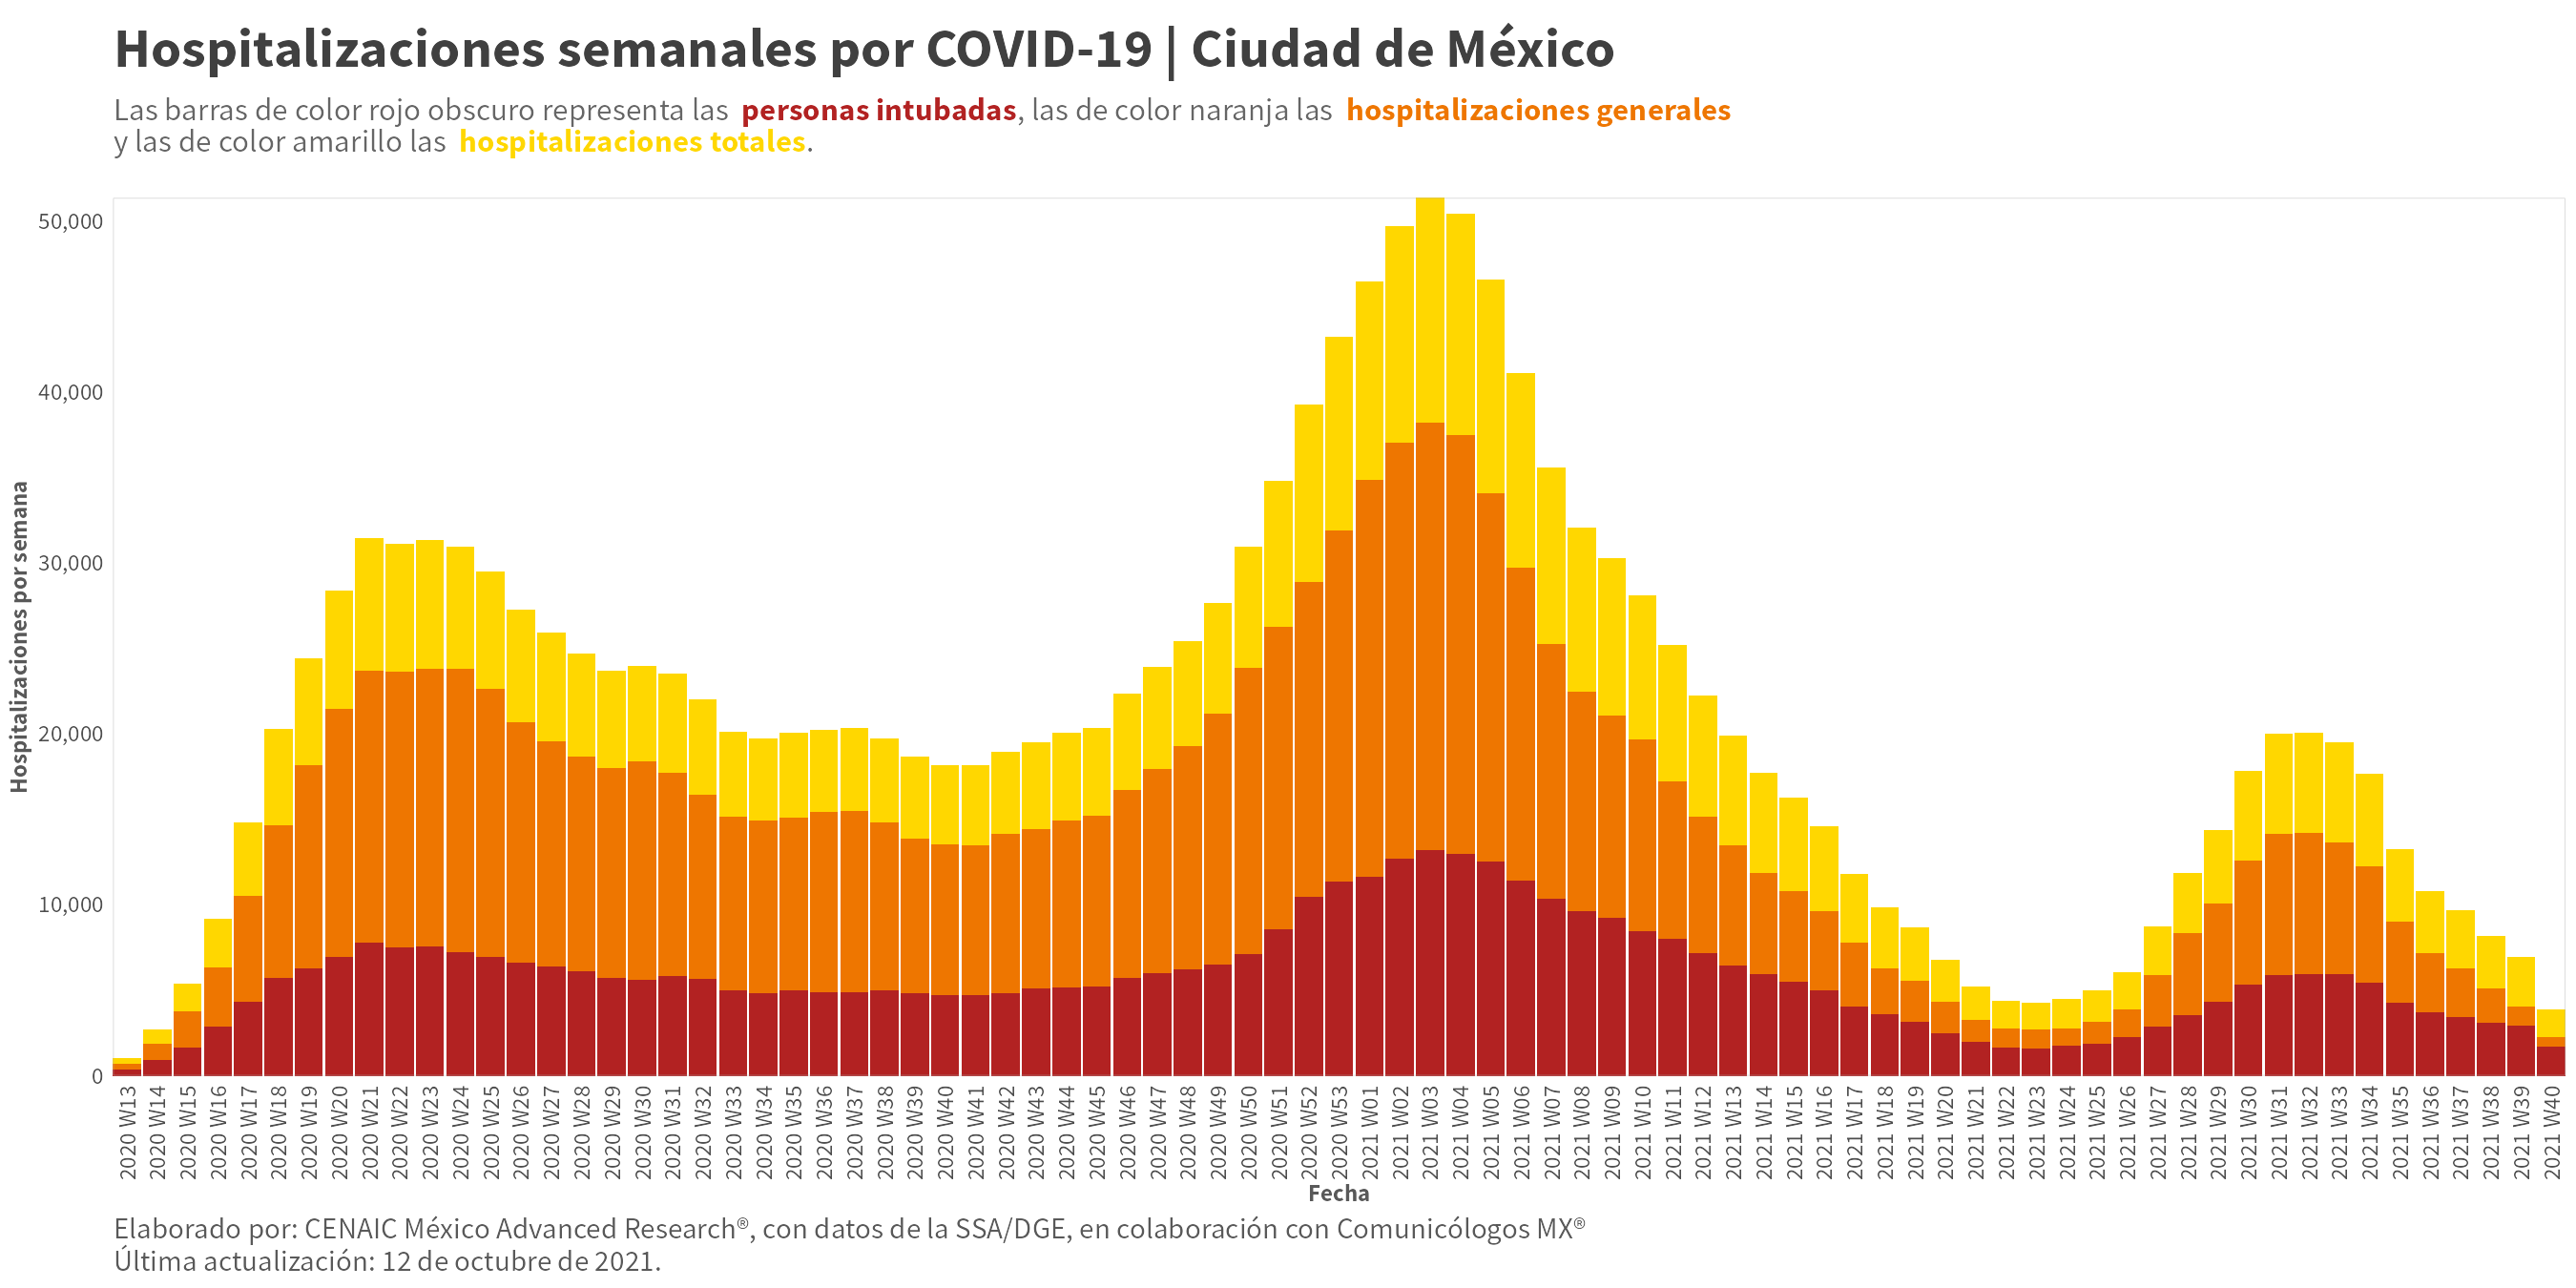 Hospitalizaciones semanales por COVID-19 | Ciudad de México
Las barras de color rojo obscuro representa las personas intubadas, las de color naranja las hospitalizaciones generales
y las de color amarillo las hospitalizaciones totales.
Hospitalizaciones por semana
50,000
40,000
30,000
20,000
10,000
0
2020 W13
2020 W14
2020 W15
2020 W16
2020 W17
2020 W18
2020 W19
2020 W20
2020 W21
2020 W22
2020 W23
2020 W24
2020 W25
2020 W26
2020 W27
2020 W28
2020 W29
2020 W30
2020 W31
2020 W32
2020 W33
2020 W34
2020 W35
2020 W36
2020 W37
2020 W38
2020 W39
2020 W40
2020 W41
2020 W42
2020 W43
2020 W44
2020 W45
2020 W46
2020 W47
2020 W48
2020 W49
2020 W50
2020 W51
2020 W52
2020 W53
2021 W01
2021 W02
2021 W03
2021 W04
2021 W05
2021 W06
2021 W07
2021 W08
2021 W09
2021 W10
2021 W11
2021 W12
2021 W13
2021 W14
2021 W15
2021 W16
2021 W17
2021 W18
2021 W19
2021 W20
2021 W21
2021 W22
2021 W23
2021 W24
2021 W25
2021 W26
2021 W27
2021 W28
2021 W29
2021 W30
2021 W31
2021 W32
2021 W33
2021 W34
2021 W35
2021 W36
2021 W37
2021 W38
2021 W39
2021 W40
Fecha
Elaborado por: CENAIC México Advanced Research®, con datos de la SSA/DGE, en colaboración con Comunicólogos MX®
Última actualización: 12 de octubre de 2021.